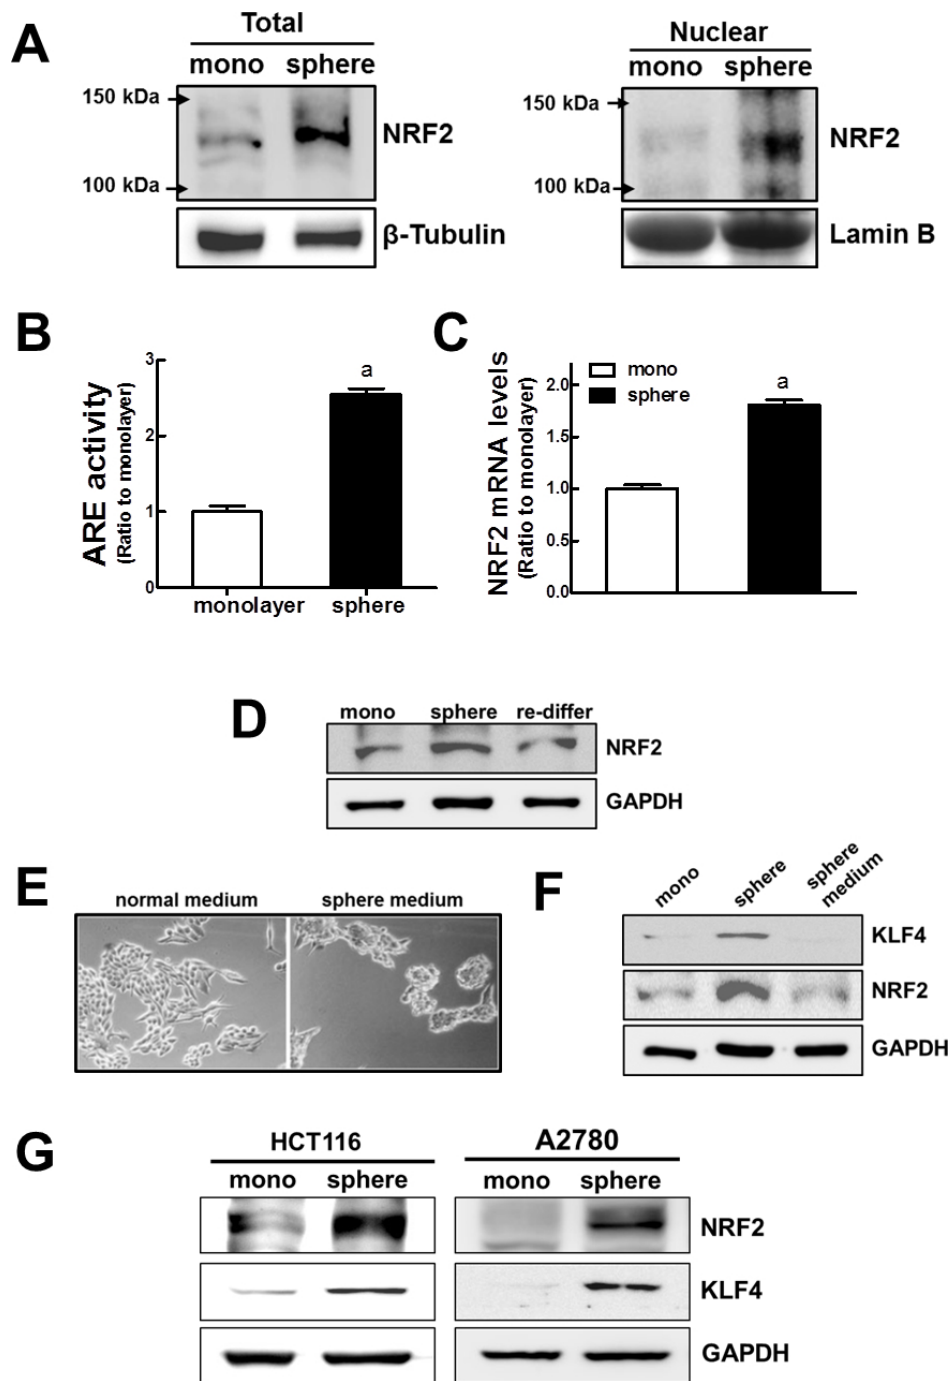 A
Total
mono sphere
150 kDa
NRF2
100 kDa
β-Tubulin
Nuclear
mono sphere
150 kDa
NRF2
100 kDa
Lamin B
B
ARE activity
(Ratio to monolayer)
3
2
1
0
a
monolayer sphere
C
NRF2 mRNA levels
(Ratio to monolayer)
mono
sphere
2.0
1.5
1.0
0.5
0.0
a
D
mono sphere re-differ
NRF2
GAPDH
E
normal medium sphere medium
F
mono
sphere
sphere
medium
KLF4
NRF2
GAPDH
G
HCT116
mono sphere
A2780
mono sphere
NRF2
KLF4
GAPDH